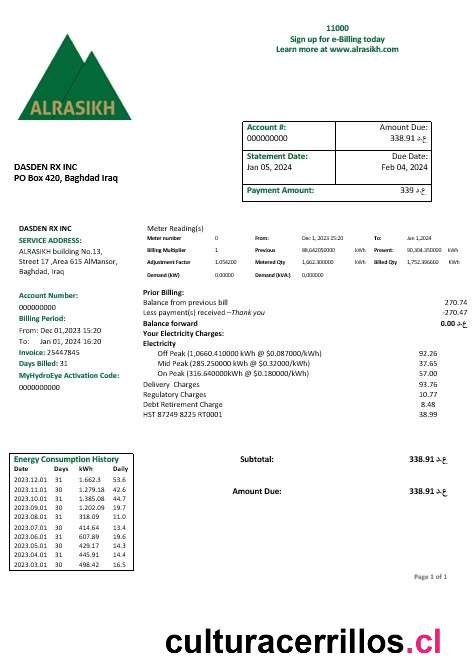 11000
Sign up for e-Billing today
Learn more at www.alrasikh.com
ALRASIKH
Account #:
000000000
Amount Due:
338.91 ع.د
Statement Date:
Jan 05, 2024
Due Date:
Feb 04, 2024
Payment Amount: 339 ع.د
DASDEN RX INC
PO Box 420, Baghdad Iraq
DASDEN RX INC
SERVICE ADDRESS:
ALRASIKH building No.13,
Street 17 ,Area 615 AlMansor,
Baghdad, Iraq
Account Number:
000000000
Billing Period:
From: Dec 01,2023 15:20
To: Jan 01, 2024 16:20
Invoice: 25447845
Days Billed: 31
MyHydroEye Activation Code:
0000000000
Meter Reading(s)
Meter number 0 From: Dec 1, 2023 15:20 To: Jan 1,2024
Billing Multiplier 1 Previous 88,642050000 kWh Present: 90,304.350000 kWh
Adjustment Factor 1.054200 Metered Qty 1,662.300000 kWh Billed Qty 1,752.396660 kWh
Demand (KW) 0.00000 Demand (KVA) 0,000000
Prior Billing:
Balance from previous bill 270.74
Less payment(s) received –Thank you -270.47
Balance forward 0.00 ع.د
Your Electricity Charges:
Electricity
Off Peak (1,0660.410000 kWh @ $0.087000/kWh) 92.26
Mid Peak (285.250000 kWh @ $0.32000/kWh) 37.65
On Peak (316.640000kWh @ $0.180000/kWh) 57.00
Delivery Charges 93.76
Regulatory Charges 10.77
Debt Retirement Charge 8.48
HST 87249 8225 RT0001 38.99
Energy Consumption History
Date Days kWh Daily
2023.12.01 31 1.662.3 53.6
2023.11.01 30 1.279.18 42.6
2023.10.01 31 1.385.08 44.7
2023.09.01 30 1.202.09 19.7
2023.08.01 31 318.09 11.0
2023.07.01 30 414.64 13.4
2023.06.01 31 607.89 19.6
2023.05.01 30 429.17 14.3
2023.04.01 31 445.91 14.4
2023.03.01 30 498.42 16.5
Subtotal: 338.91 ع.د
Amount Due: 338.91 ع.د
Page 1 of 1
culturacerrillos.cl